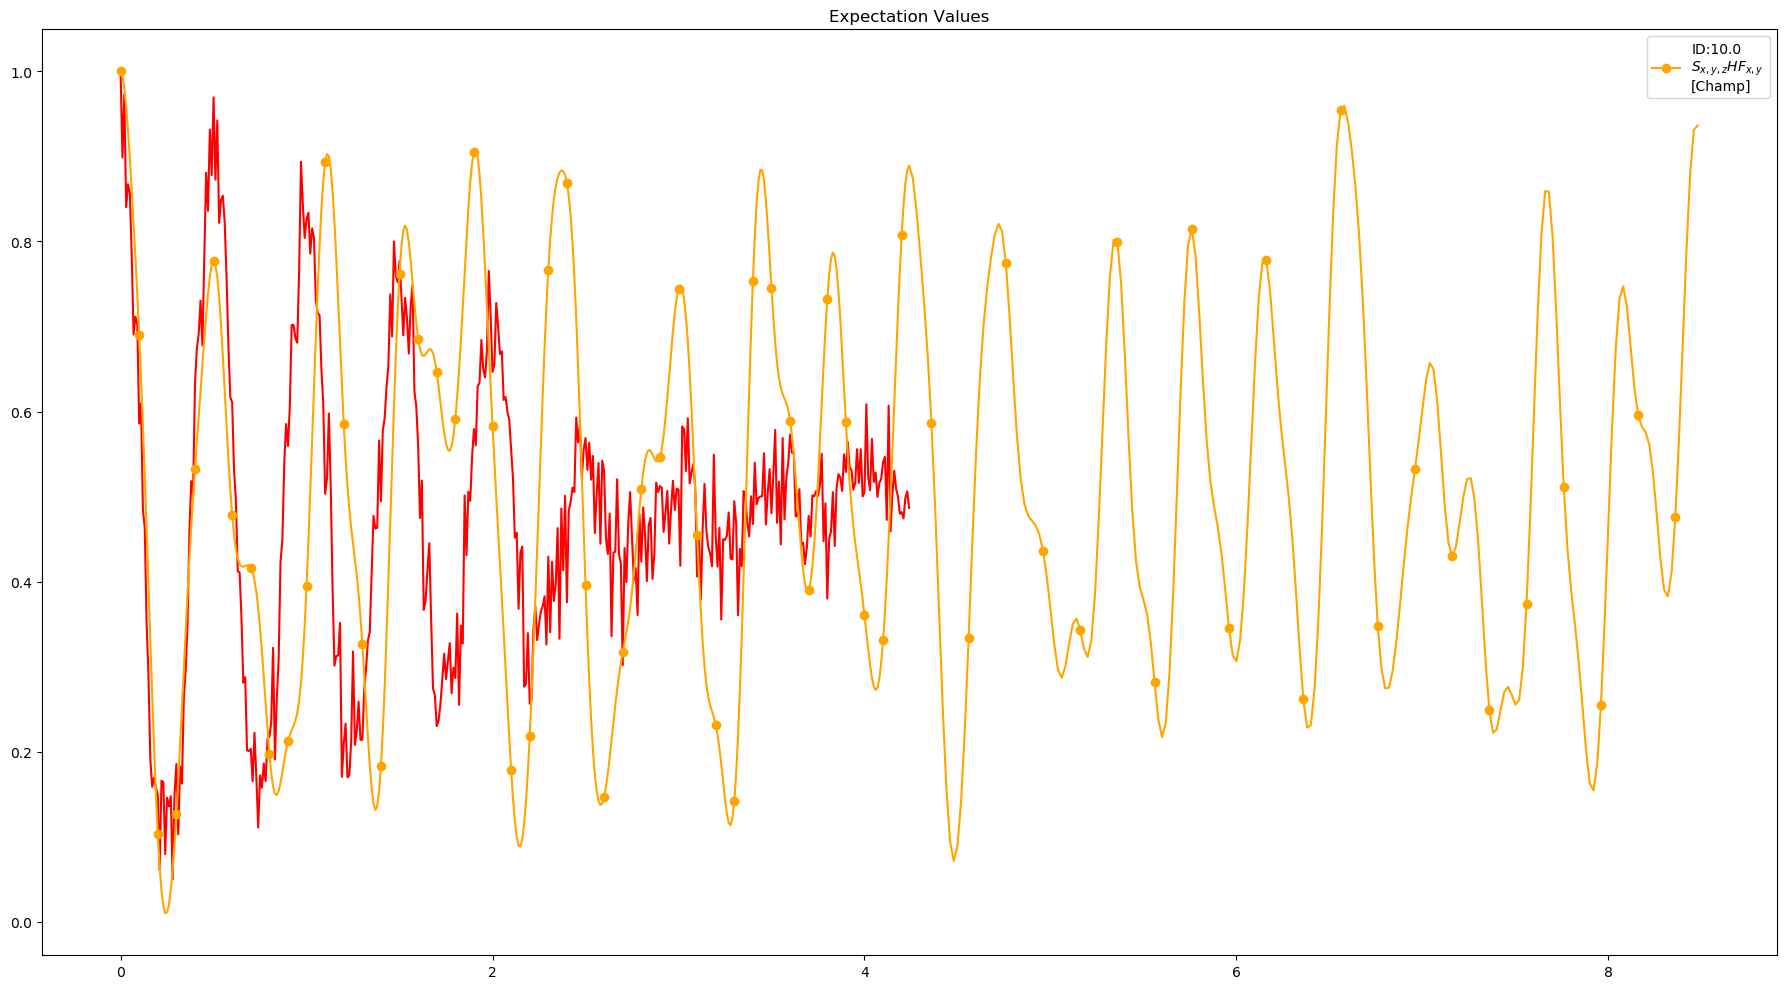 Expectation Values
ID:10.0
$S_{x,y,z}HF_{x,y}$
[Champ]
1.0
0.8
0.6
0.4
0.2
0.0
0 2 4 6 8